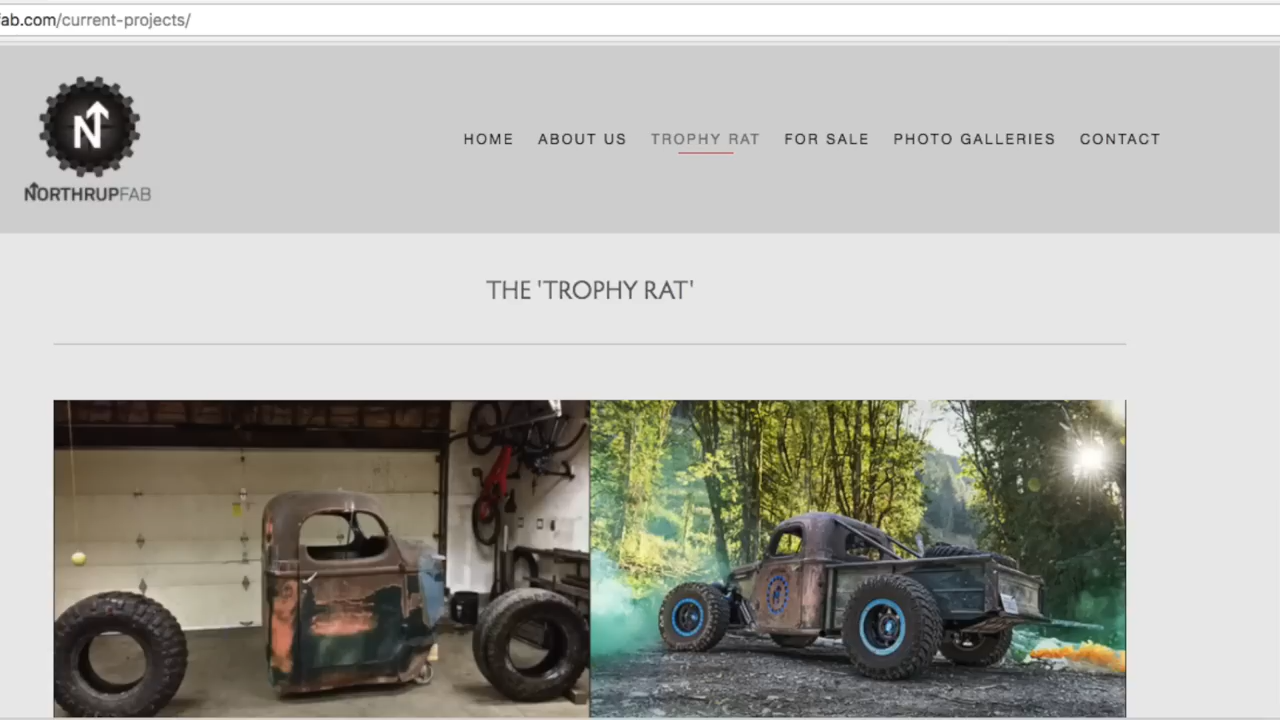 fab.com/current-projects/
N
NORTHRUPFAB
HOME ABOUT US TROPHY RAT FOR SALE PHOTO GALLERIES CONTACT
THE 'TROPHY RAT'